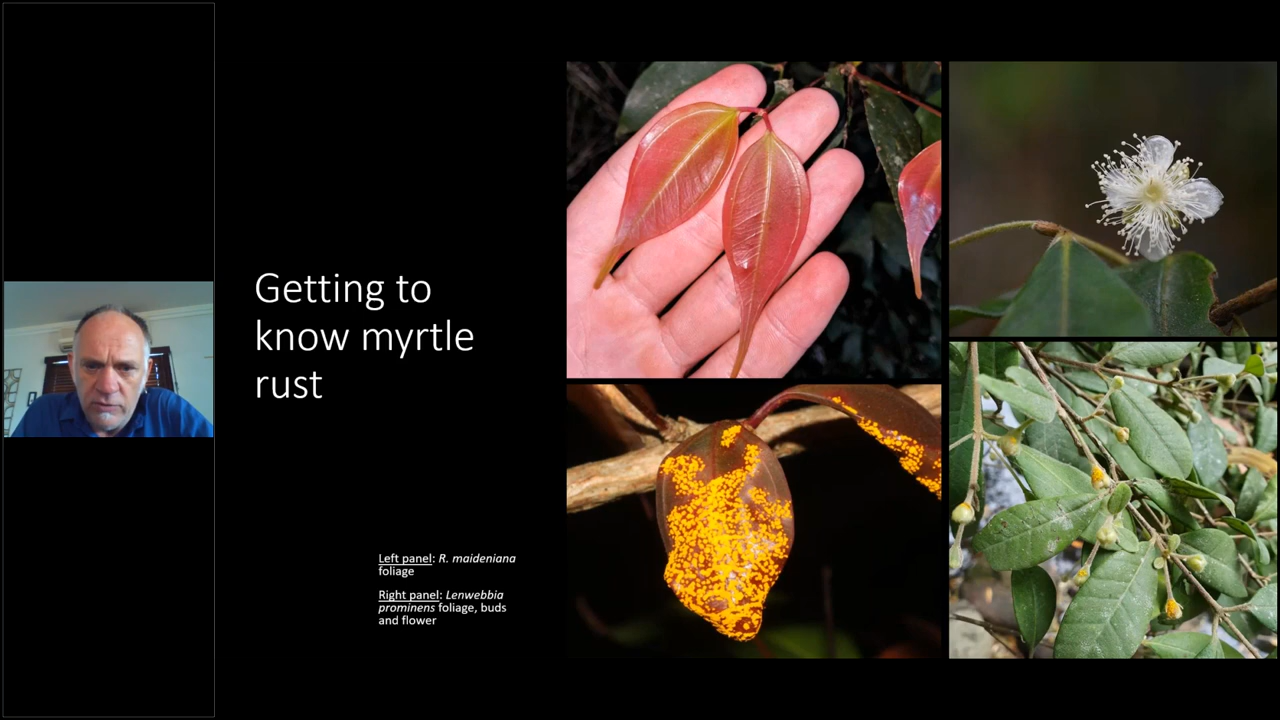 Getting to
know myrtle
rust
Left panel: R. maideniana
foliage
Right panel: Lenwebbia
prominens foliage, buds
and flower